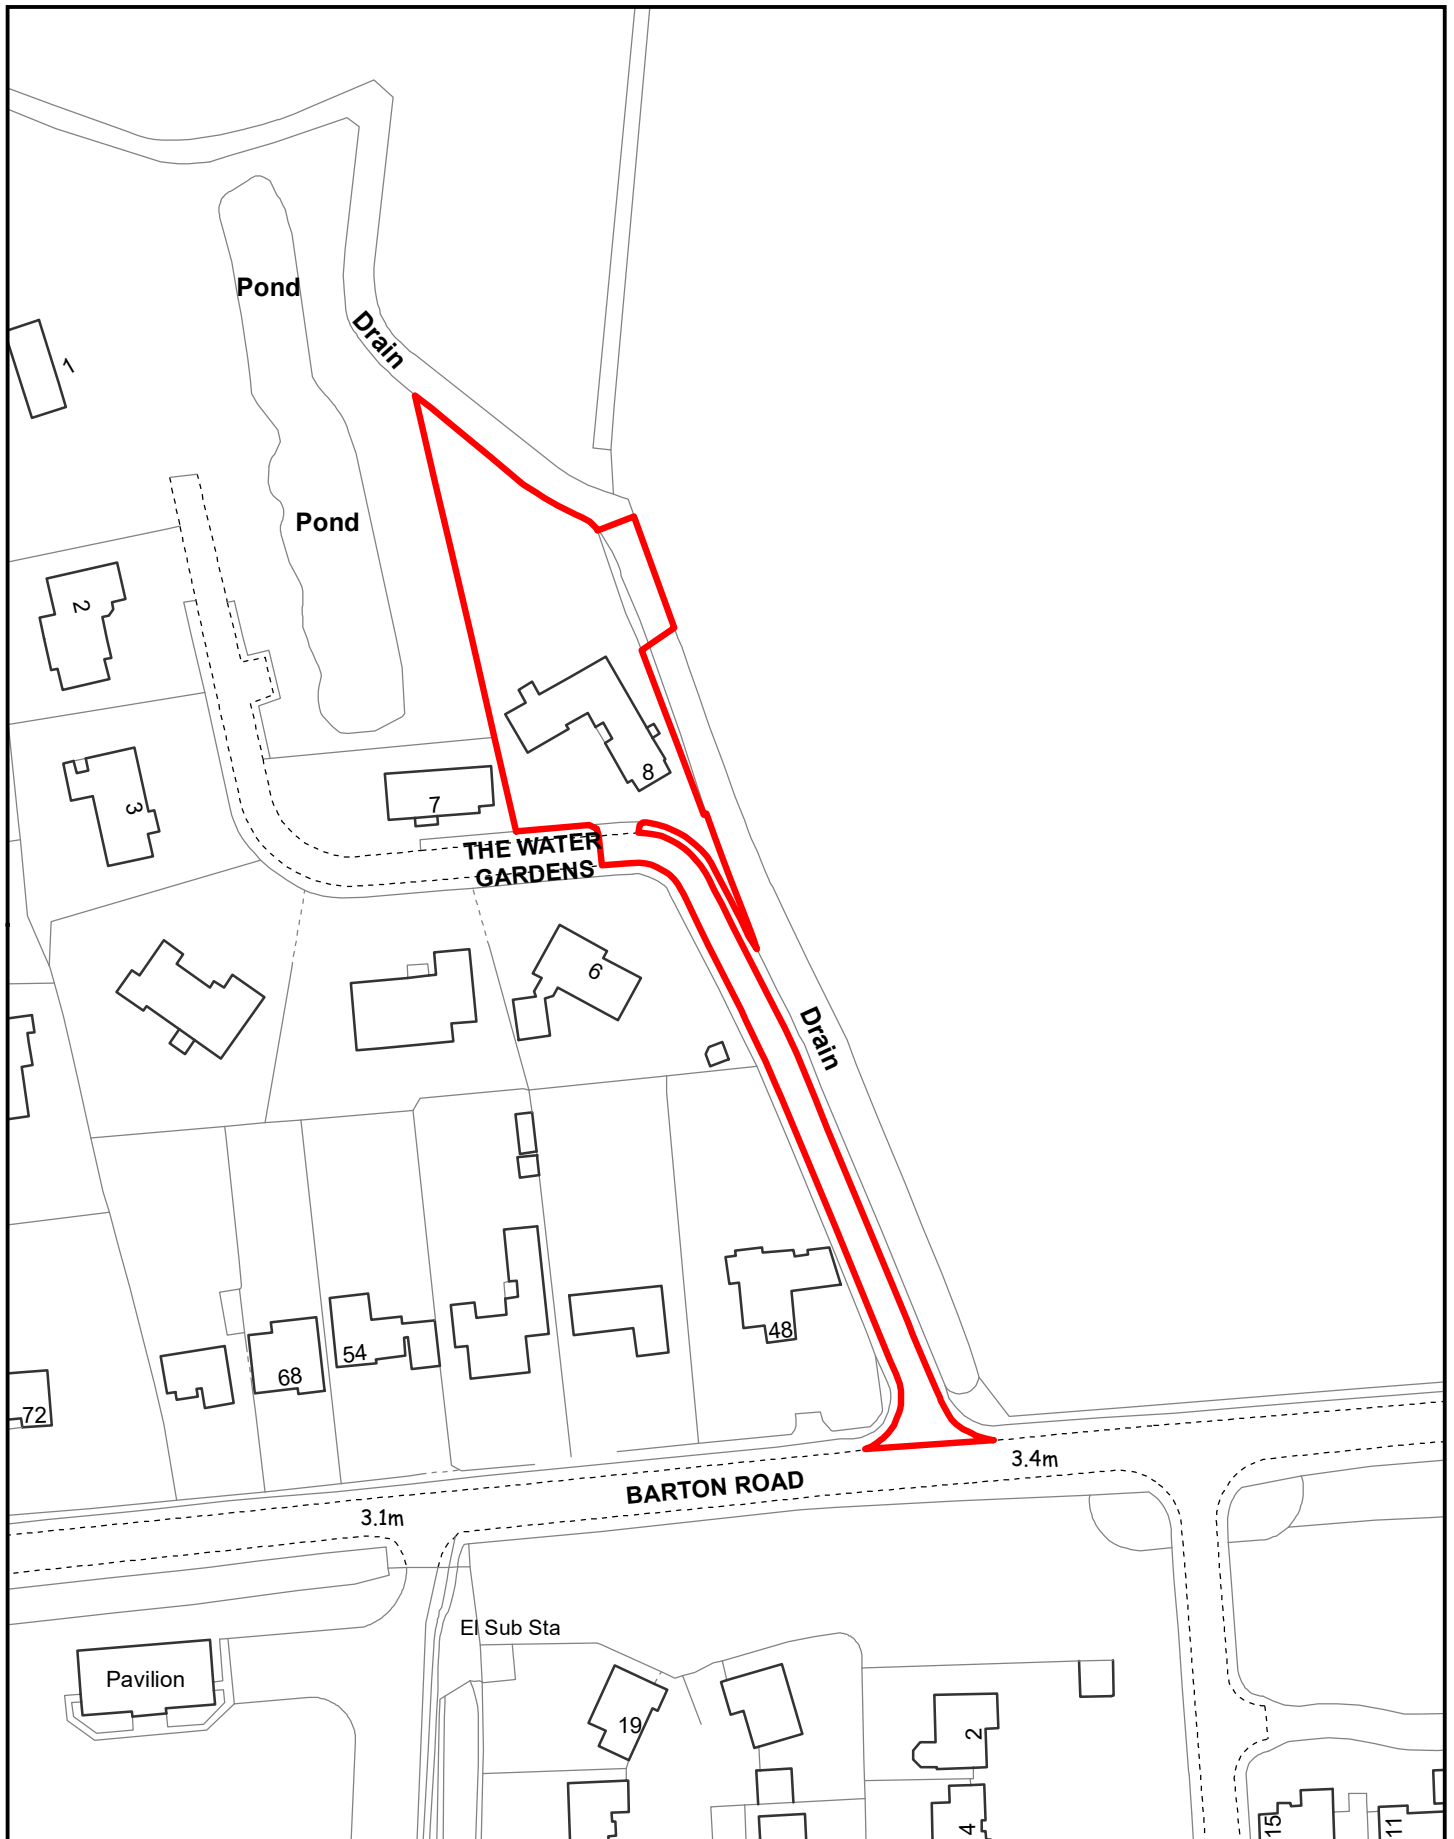 Pond
Drain
1
Pond
2
3
7
8
THE WATER
GARDENS
6
Drain
48
54
68
72
BARTON ROAD
3.4m
3.1m
El Sub Sta
Pavilion
19
2
4
15
11